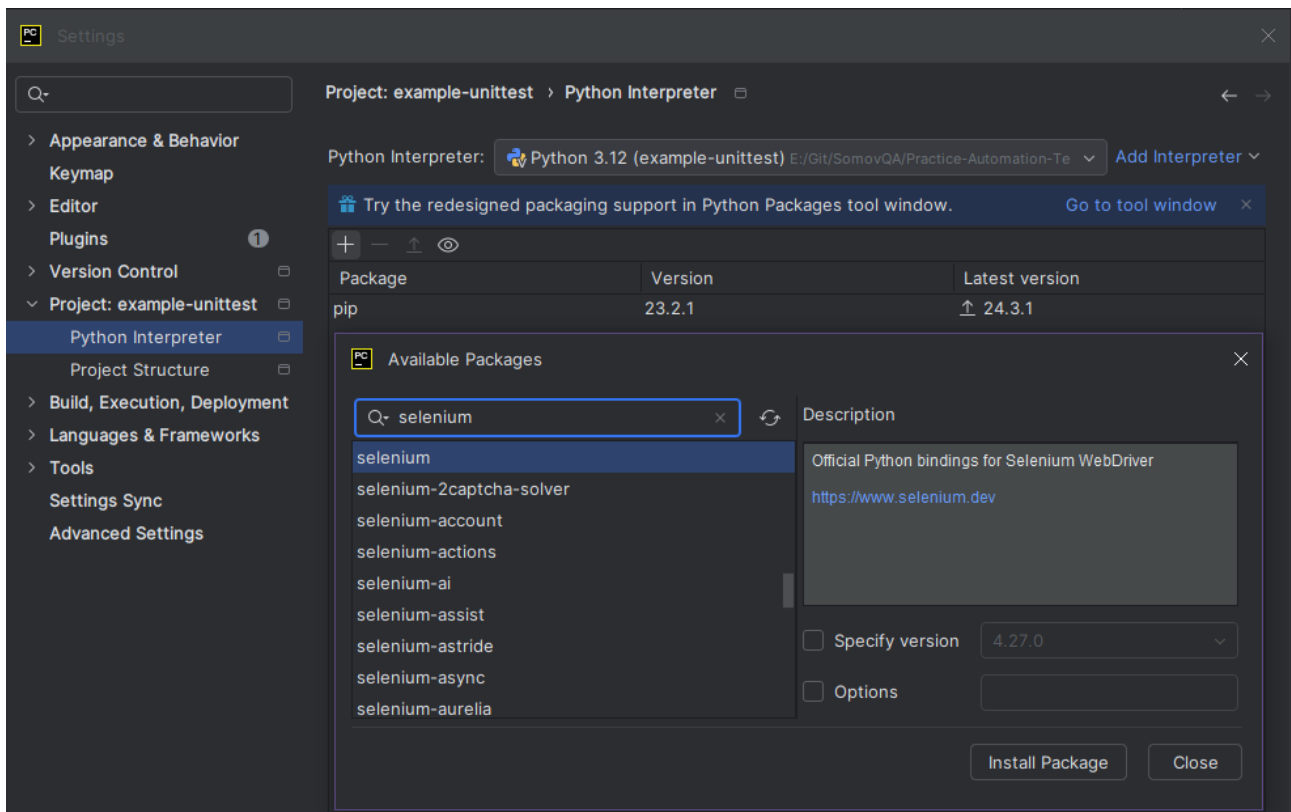 PC
Settings
Project: example-unittest › Python Interpreter
Appearance & Behavior
Keymap
Editor
Plugins 1
Version Control
Project: example-unittest
Python Interpreter
Project Structure
Build, Execution, Deployment
Languages & Frameworks
Tools
Settings Sync
Advanced Settings
Python Interpreter: Python 3.12 (example-unittest) E:/Git/SomovQA/Practice-Automation-Te Add Interpreter
Try the redesigned packaging support in Python Packages tool window. Go to tool window
Package Version Latest version
pip 23.2.1 24.3.1
PC
Available Packages
selenium
selenium
selenium-2captcha-solver
selenium-account
selenium-actions
selenium-ai
selenium-assist
selenium-astride
selenium-async
selenium-aurelia
Description
Official Python bindings for Selenium WebDriver
https://www.selenium.dev
Specify version 4.27.0
Options
Install Package Close